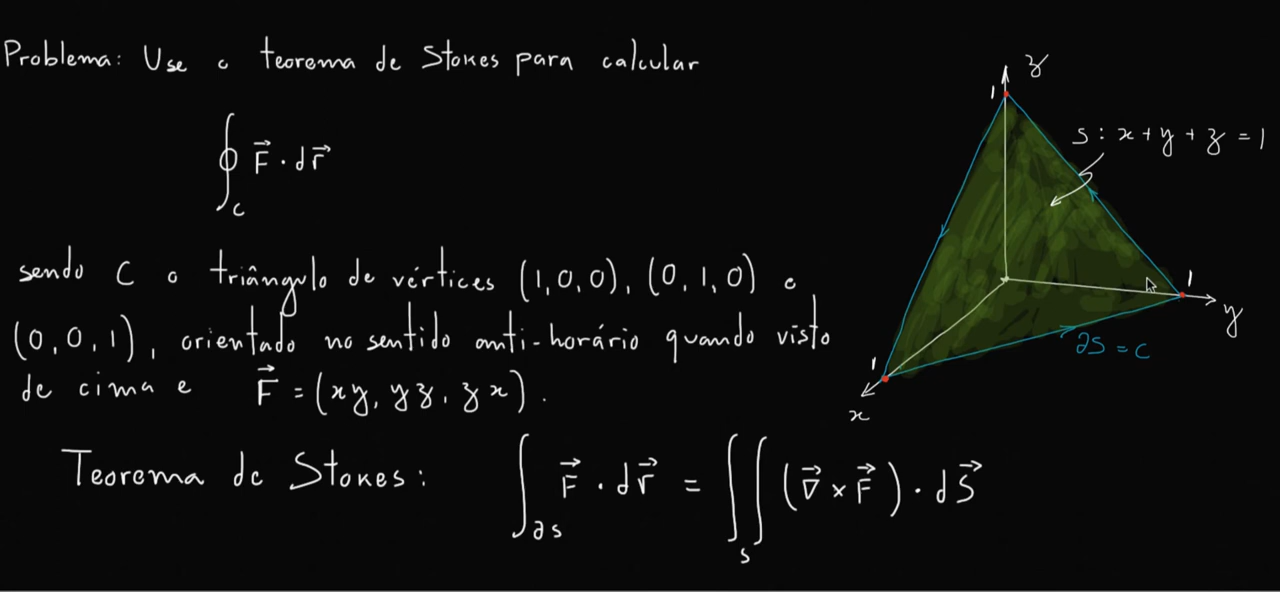 Problema: Use o teorema de Stokes para calcular
∮_C F⃗ · dr⃗
sendo C o triângulo de vértices (1,0,0), (0,1,0) e
(0,0,1), orientado no sentido anti-horário quando visto
de cima e F⃗ = (xy, yz, zx).
Teorema de Stokes: ∫_∂S F⃗ · dr⃗ = ∬_S (∇⃗ × F⃗) · dS⃗
z
1
S: x + y + z = 1
1
y
∂S = C
1
x